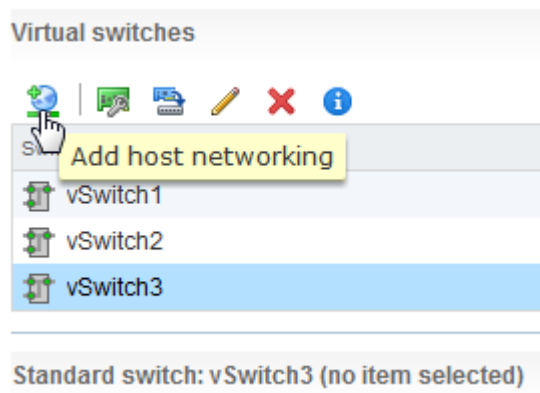 Virtual switches
Add host networking
vSwitch1
vSwitch2
vSwitch3
Standard switch: vSwitch3 (no item selected)